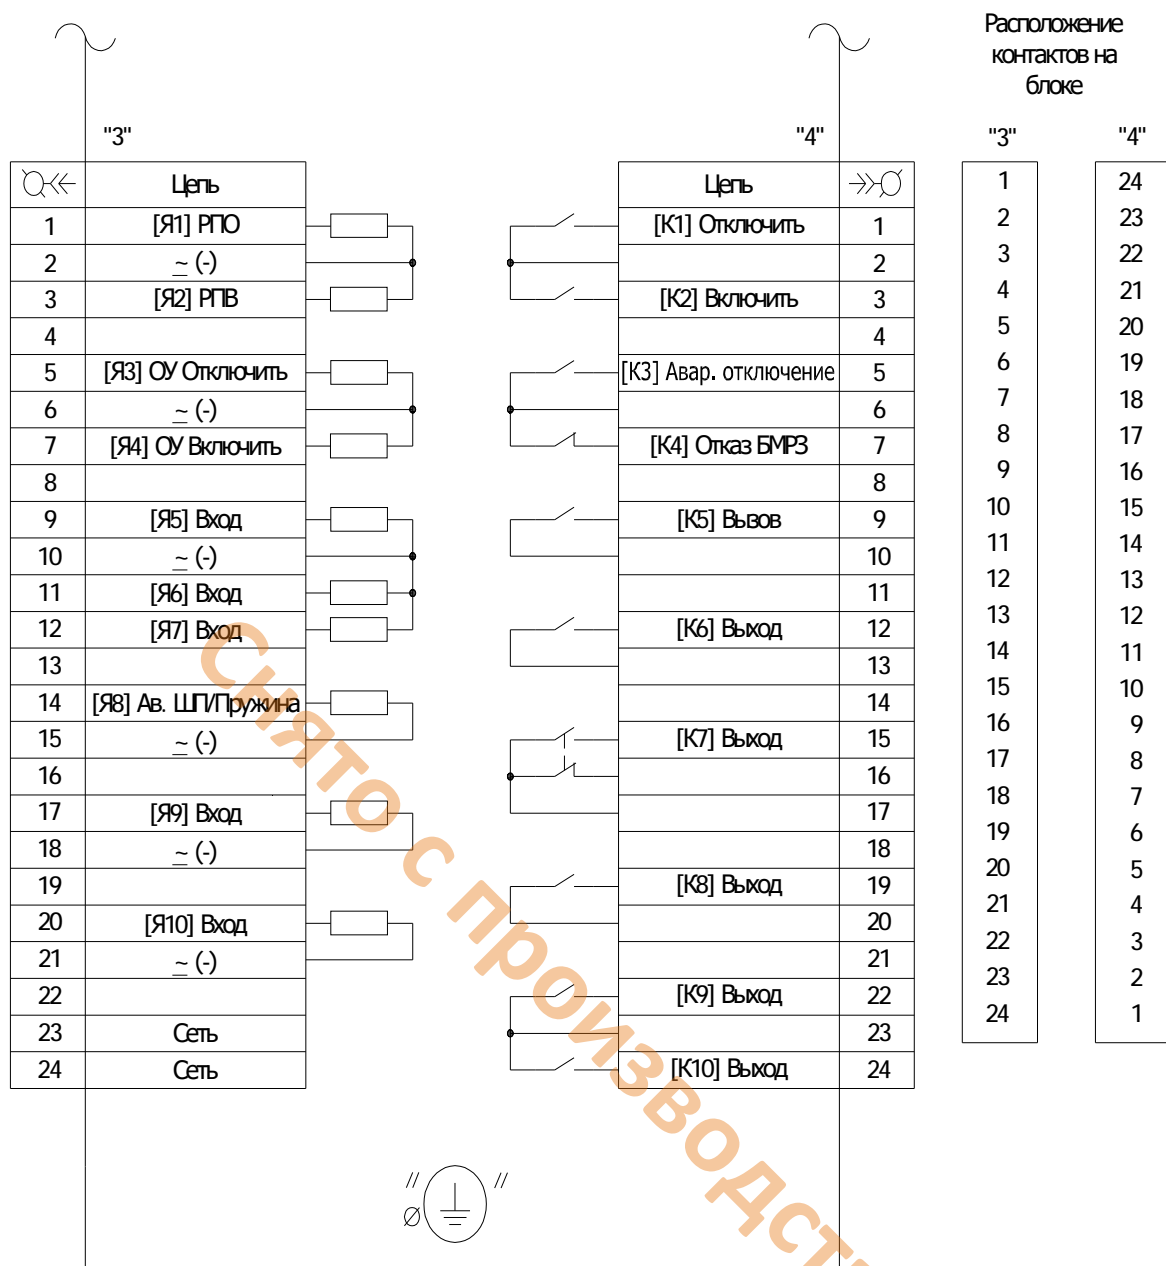 Расположение
контактов на
блоке
"3"
"4"
"3"
"4"
Цепь
1 [Я1] РПО
2 ~ (-)
3 [Я2] РПВ
4
5 [Я3] ОУ Отключить
6 ~ (-)
7 [Я4] ОУ Включить
8
9 [Я5] Вход
10 ~ (-)
11 [Я6] Вход
12 [Я7] Вход
13
14 [Я8] Ав. ШП/Пружина
15 ~ (-)
16
17 [Я9] Вход
18 ~ (-)
19
20 [Я10] Вход
21 ~ (-)
22
23 Сеть
24 Сеть
Цепь
[К1] Отключить 1
2
[К2] Включить 3
4
[К3] Авар. отключение 5
6
[К4] Отказ БМРЗ 7
8
[К5] Вызов 9
10
11
[К6] Выход 12
13
14
[К7] Выход 15
16
17
18
[К8] Выход 19
20
21
[К9] Выход 22
23
[К10] Выход 24
1 24
2 23
3 22
4 21
5 20
6 19
7 18
8 17
9 16
10 15
11 14
12 13
13 12
14 11
15 10
16 9
17 8
18 7
19 6
20 5
21 4
22 3
23 2
24 1
// //
Ø